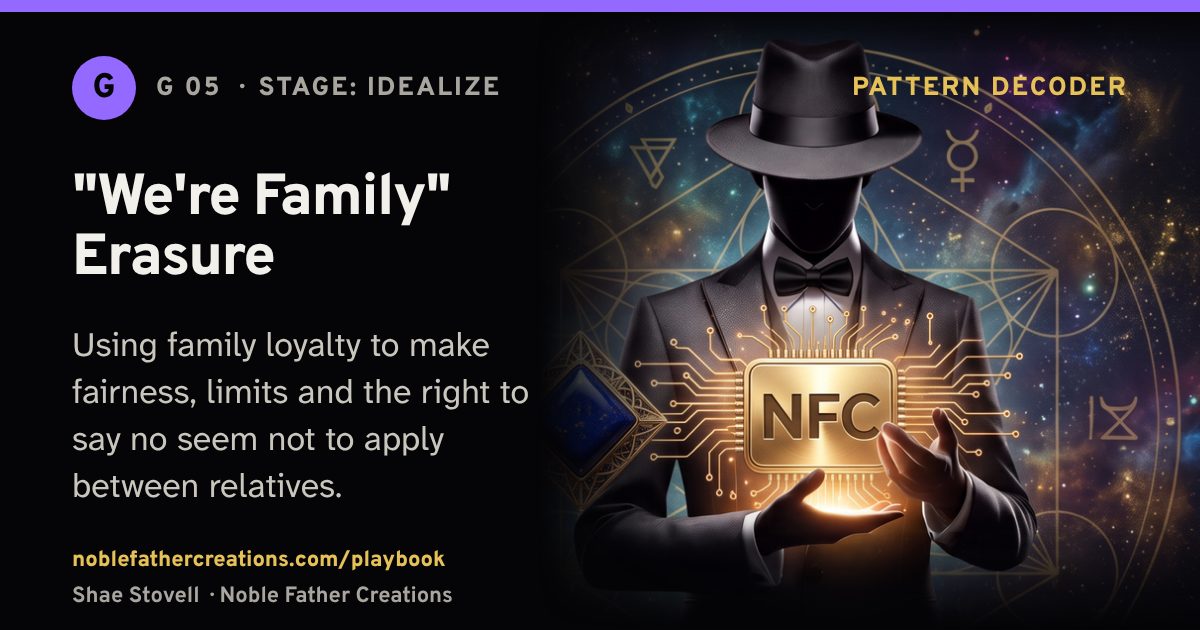 G
G 05 · STAGE: IDEALIZE
PATTERN DECODER
"We're Family"
Erasure
Using family loyalty to make
fairness, limits and the right to
say no seem not to apply
between relatives.
NFC
noblefathercreations.com/playbook
Shae Stovell · Noble Father Creations